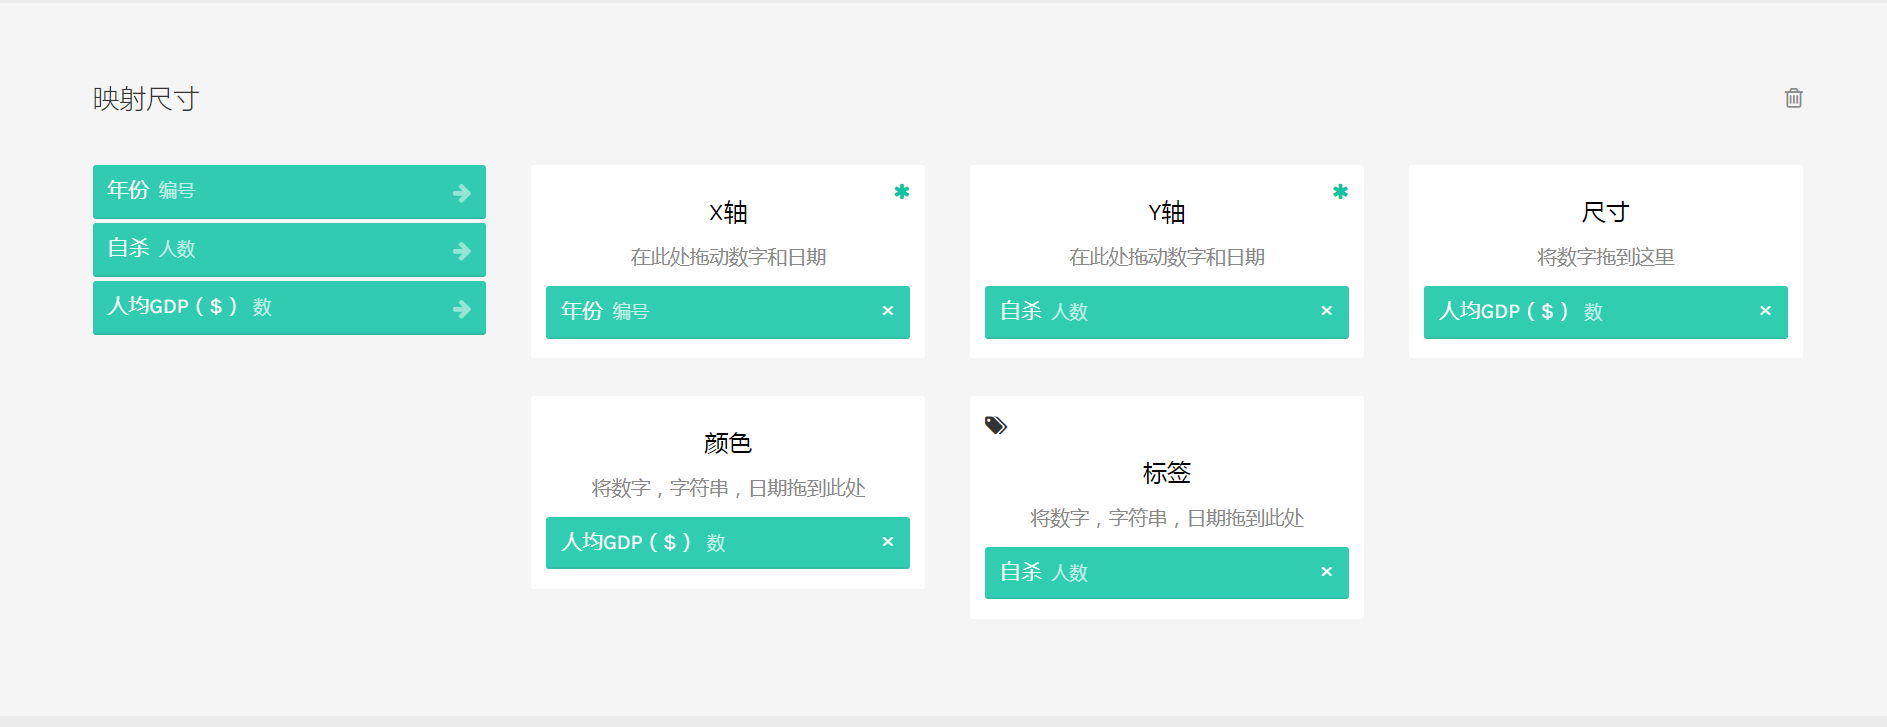 映射尺寸
年份 编号
自杀 人数
人均GDP（$） 数
X轴
在此处拖动数字和日期
年份 编号
Y轴
在此处拖动数字和日期
自杀 人数
尺寸
将数字拖到这里
人均GDP（$） 数
颜色
将数字，字符串，日期拖到此处
人均GDP（$） 数
标签
将数字，字符串，日期拖到此处
自杀 人数